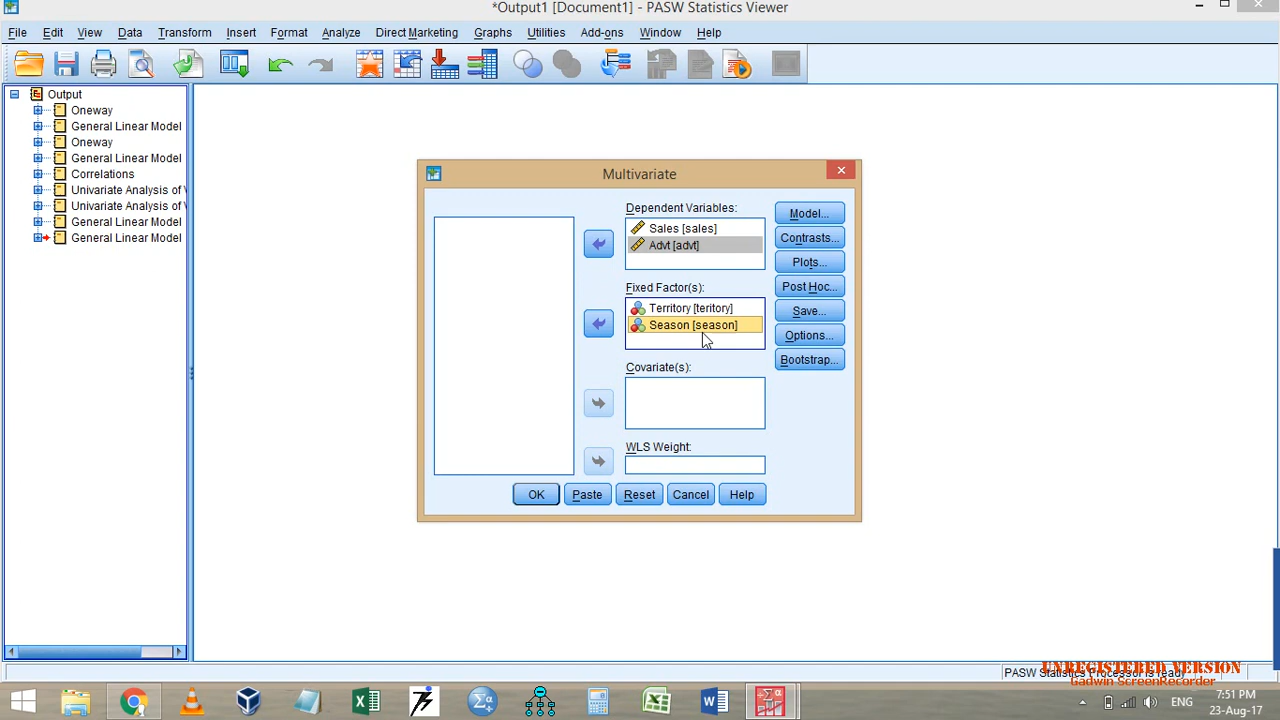 *Output1 [Document1] - PASW Statistics Viewer
File Edit View Data Transform Insert Format Analyze Direct Marketing Graphs Utilities Add-ons Window Help
Output
Oneway
General Linear Model
Oneway
General Linear Model
Correlations
Univariate Analysis of
Univariate Analysis of
General Linear Model
General Linear Model
Multivariate
Dependent Variables:
Sales [sales]
Advt [advt]
Fixed Factor(s):
Territory [teritory]
Season [season]
Covariate(s):
WLS Weight:
Model...
Contrasts...
Plots...
Post Hoc...
Save...
Options...
Bootstrap...
OK Paste Reset Cancel Help
PASW Statistics Processor is ready
UNREGISTERED VERSION
Gadwin ScreenRecorder
ENG
7:51 PM
23-Aug-17